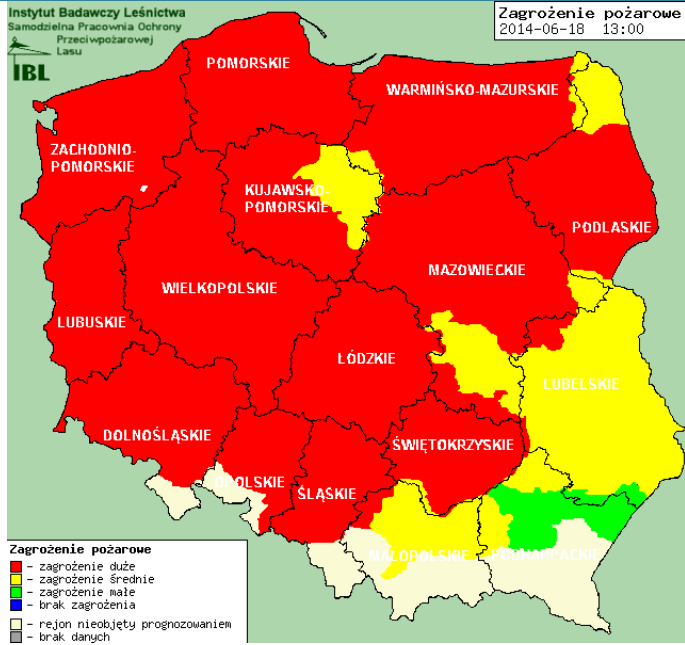 Instytut Badawczy Leśnictwa
Samodzielna Pracownia Ochrony
Przeciwpożarowej
Lasu
IBL
Zagrożenie pożarowe
2014-06-18 13:00
POMORSKIE
WARMIŃSKO-MAZURSKIE
ZACHODNIO-
POMORSKIE
KUJAWSKO-
POMORSKIE
PODLASKIE
MAZOWIECKIE
WIELKOPOLSKIE
LUBUSKIE
ŁÓDZKIE
LUBELSKIE
DOLNOŚLĄSKIE
ŚWIĘTOKRZYSKIE
OPOLSKIE
ŚLĄSKIE
MAŁOPOLSKIE
PODKARPACKIE
Zagrożenie pożarowe
- zagrożenie duże
- zagrożenie średnie
- zagrożenie małe
- brak zagrożenia
- rejon nieobjęty prognozowaniem
- brak danych